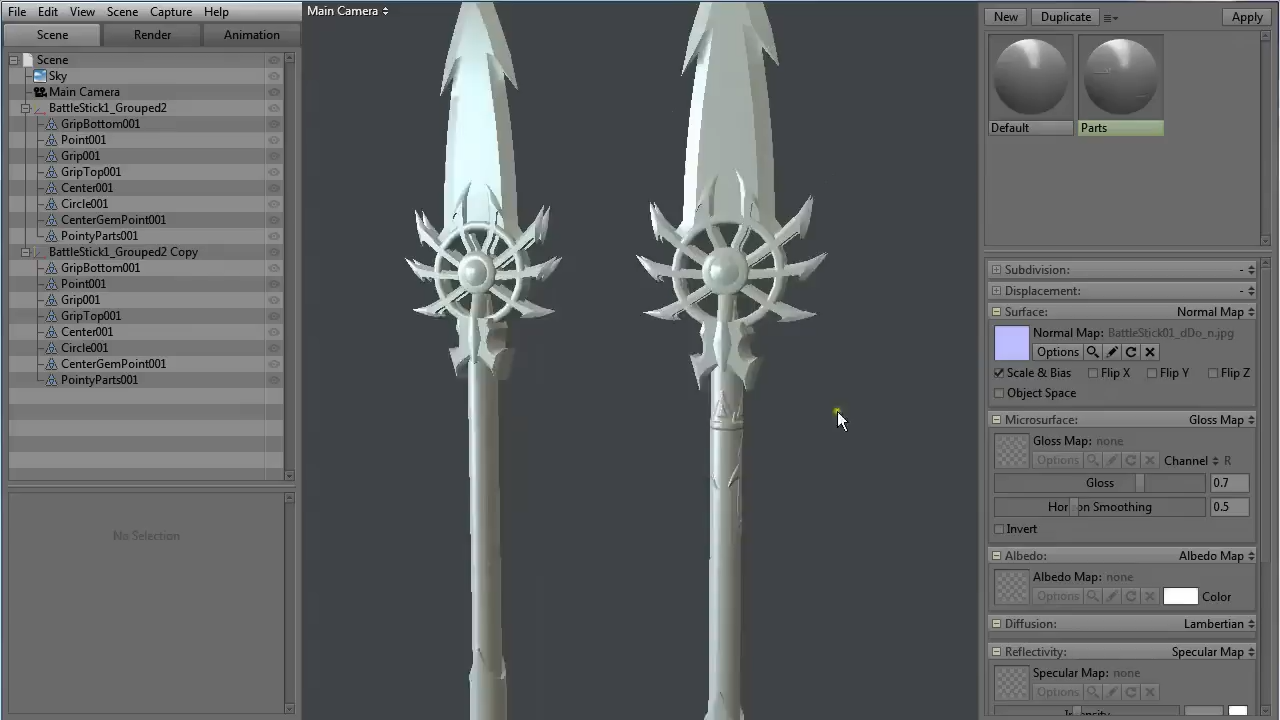 File Edit View Scene Capture Help
Scene Render Animation
Scene
Sky
Main Camera
BattleStick1_Grouped2
GripBottom001
Point001
Grip001
GripTop001
Center001
Circle001
CenterGemPoint001
PointyParts001
BattleStick1_Grouped2 Copy
GripBottom001
Point001
Grip001
GripTop001
Center001
Circle001
CenterGemPoint001
PointyParts001
No Selection
Main Camera
New Duplicate Apply
Default Parts
Subdivision: -
Displacement: -
Surface: Normal Map
Normal Map: BattleStick01_dDo_n.jpg
Options
Scale & Bias Flip X Flip Y Flip Z
Object Space
Microsurface: Gloss Map
Gloss Map: none
Options Channel R
Gloss 0.7
Horizon Smoothing 0.5
Invert
Albedo: Albedo Map
Albedo Map: none
Options Color
Diffusion: Lambertian
Reflectivity: Specular Map
Specular Map: none
Options
Intensity